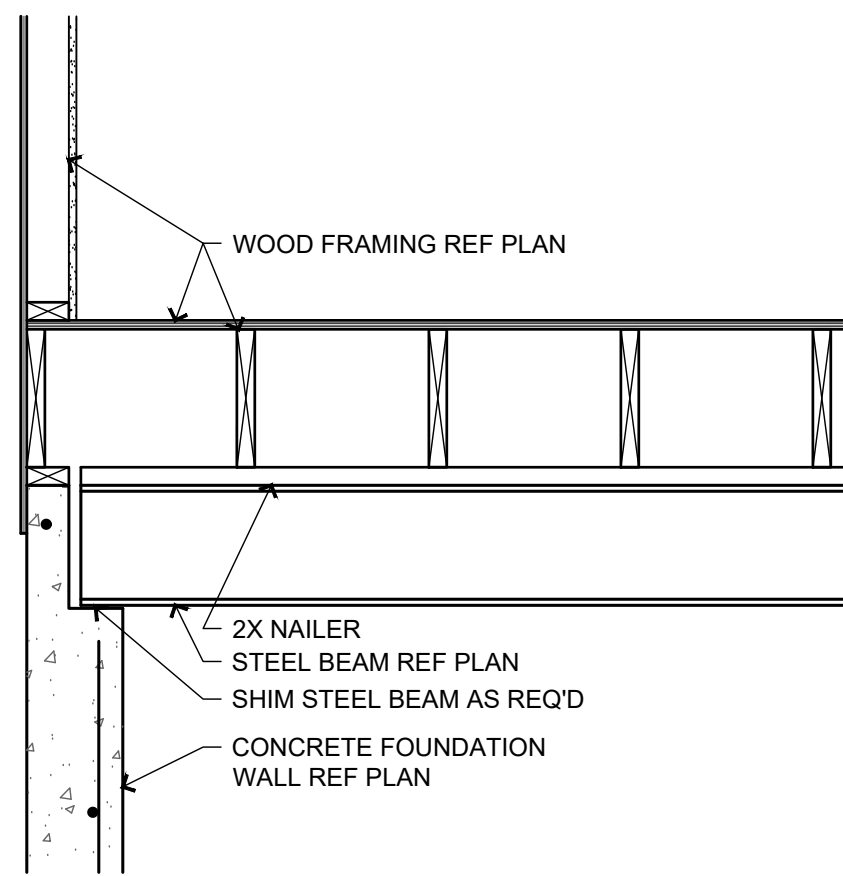 WOOD FRAMING REF PLAN
2X NAILER
STEEL BEAM REF PLAN
SHIM STEEL BEAM AS REQ'D
CONCRETE FOUNDATION
WALL REF PLAN